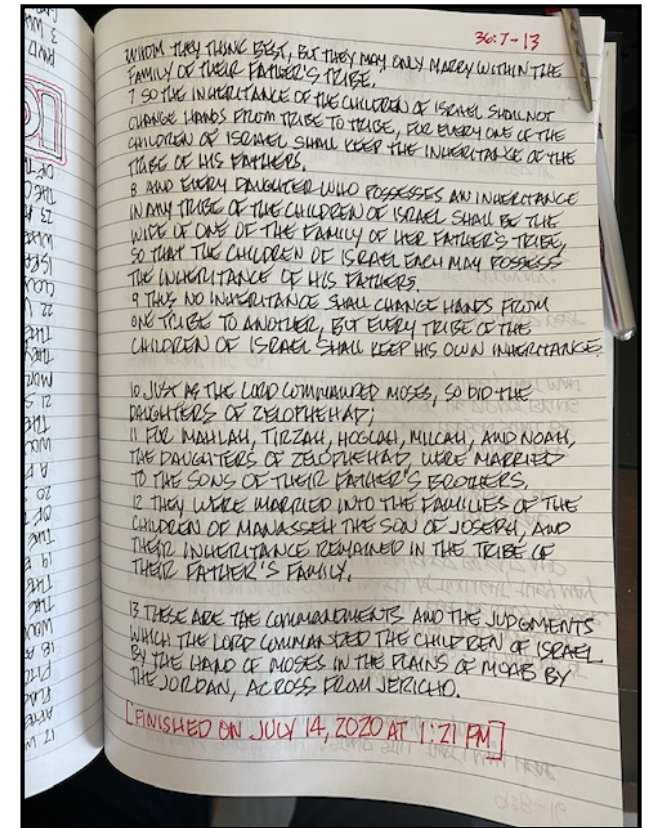 36:7-13
WHOM THEY THINK BEST, BUT THEY MAY ONLY MARRY WITHIN THE
FAMILY OF THEIR FATHER'S TRIBE.'
7 SO THE INHERITANCE OF THE CHILDREN OF ISRAEL SHALL NOT
CHANGE HANDS FROM TRIBE TO TRIBE, FOR EVERY ONE OF THE
CHILDREN OF ISRAEL SHALL KEEP THE INHERITANCE OF THE
TRIBE OF HIS FATHERS.
8 AND EVERY DAUGHTER WHO POSSESSES AN INHERITANCE
IN ANY TRIBE OF THE CHILDREN OF ISRAEL SHALL BE THE
WIFE OF ONE OF THE FAMILY OF HER FATHER'S TRIBE,
SO THAT THE CHILDREN OF ISRAEL EACH MAY POSSESS
THE INHERITANCE OF HIS FATHERS.
9 THUS NO INHERITANCE SHALL CHANGE HANDS FROM
ONE TRIBE TO ANOTHER, BUT EVERY TRIBE OF THE
CHILDREN OF ISRAEL SHALL KEEP HIS OWN INHERITANCE.
10 JUST AS THE LORD COMMANDED MOSES, SO DID THE
DAUGHTERS OF ZELOPHEHAD;
11 FOR MAHLAH, TIRZAH, HOGLAH, MILCAH, AND NOAH,
THE DAUGHTERS OF ZELOPHEHAD, WERE MARRIED
TO THE SONS OF THEIR FATHER'S BROTHERS.
12 THEY WERE MARRIED INTO THE FAMILIES OF THE
CHILDREN OF MANASSEH THE SON OF JOSEPH, AND
THEIR INHERITANCE REMAINED IN THE TRIBE OF
THEIR FATHER'S FAMILY.
13 THESE ARE THE COMMANDMENTS AND THE JUDGMENTS
WHICH THE LORD COMMANDED THE CHILDREN OF ISRAEL
BY THE HAND OF MOSES IN THE PLAINS OF MOAB BY
THE JORDAN, ACROSS FROM JERICHO.
[FINISHED ON JULY 14, 2020 AT 1:21 PM]